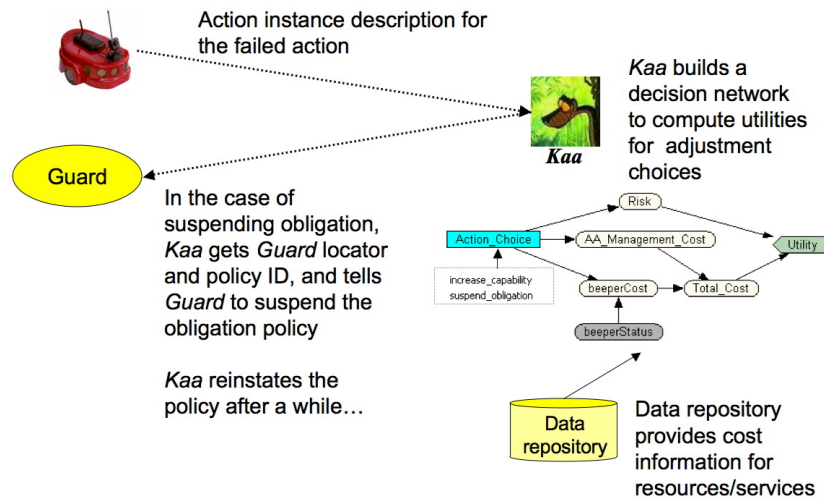 Action instance description for
the failed action
Kaa
Kaa builds a
decision network
to compute utilities
for adjustment
choices
Guard
In the case of
suspending obligation,
Kaa gets Guard locator
and policy ID, and tells
Guard to suspend the
obligation policy
Kaa reinstates the
policy after a while…
Risk
Action_Choice
AA_Management_Cost
Utility
increase_capability
suspend_obligation
beeperCost
Total_Cost
beeperStatus
Data
repository
Data repository
provides cost
information for
resources/services